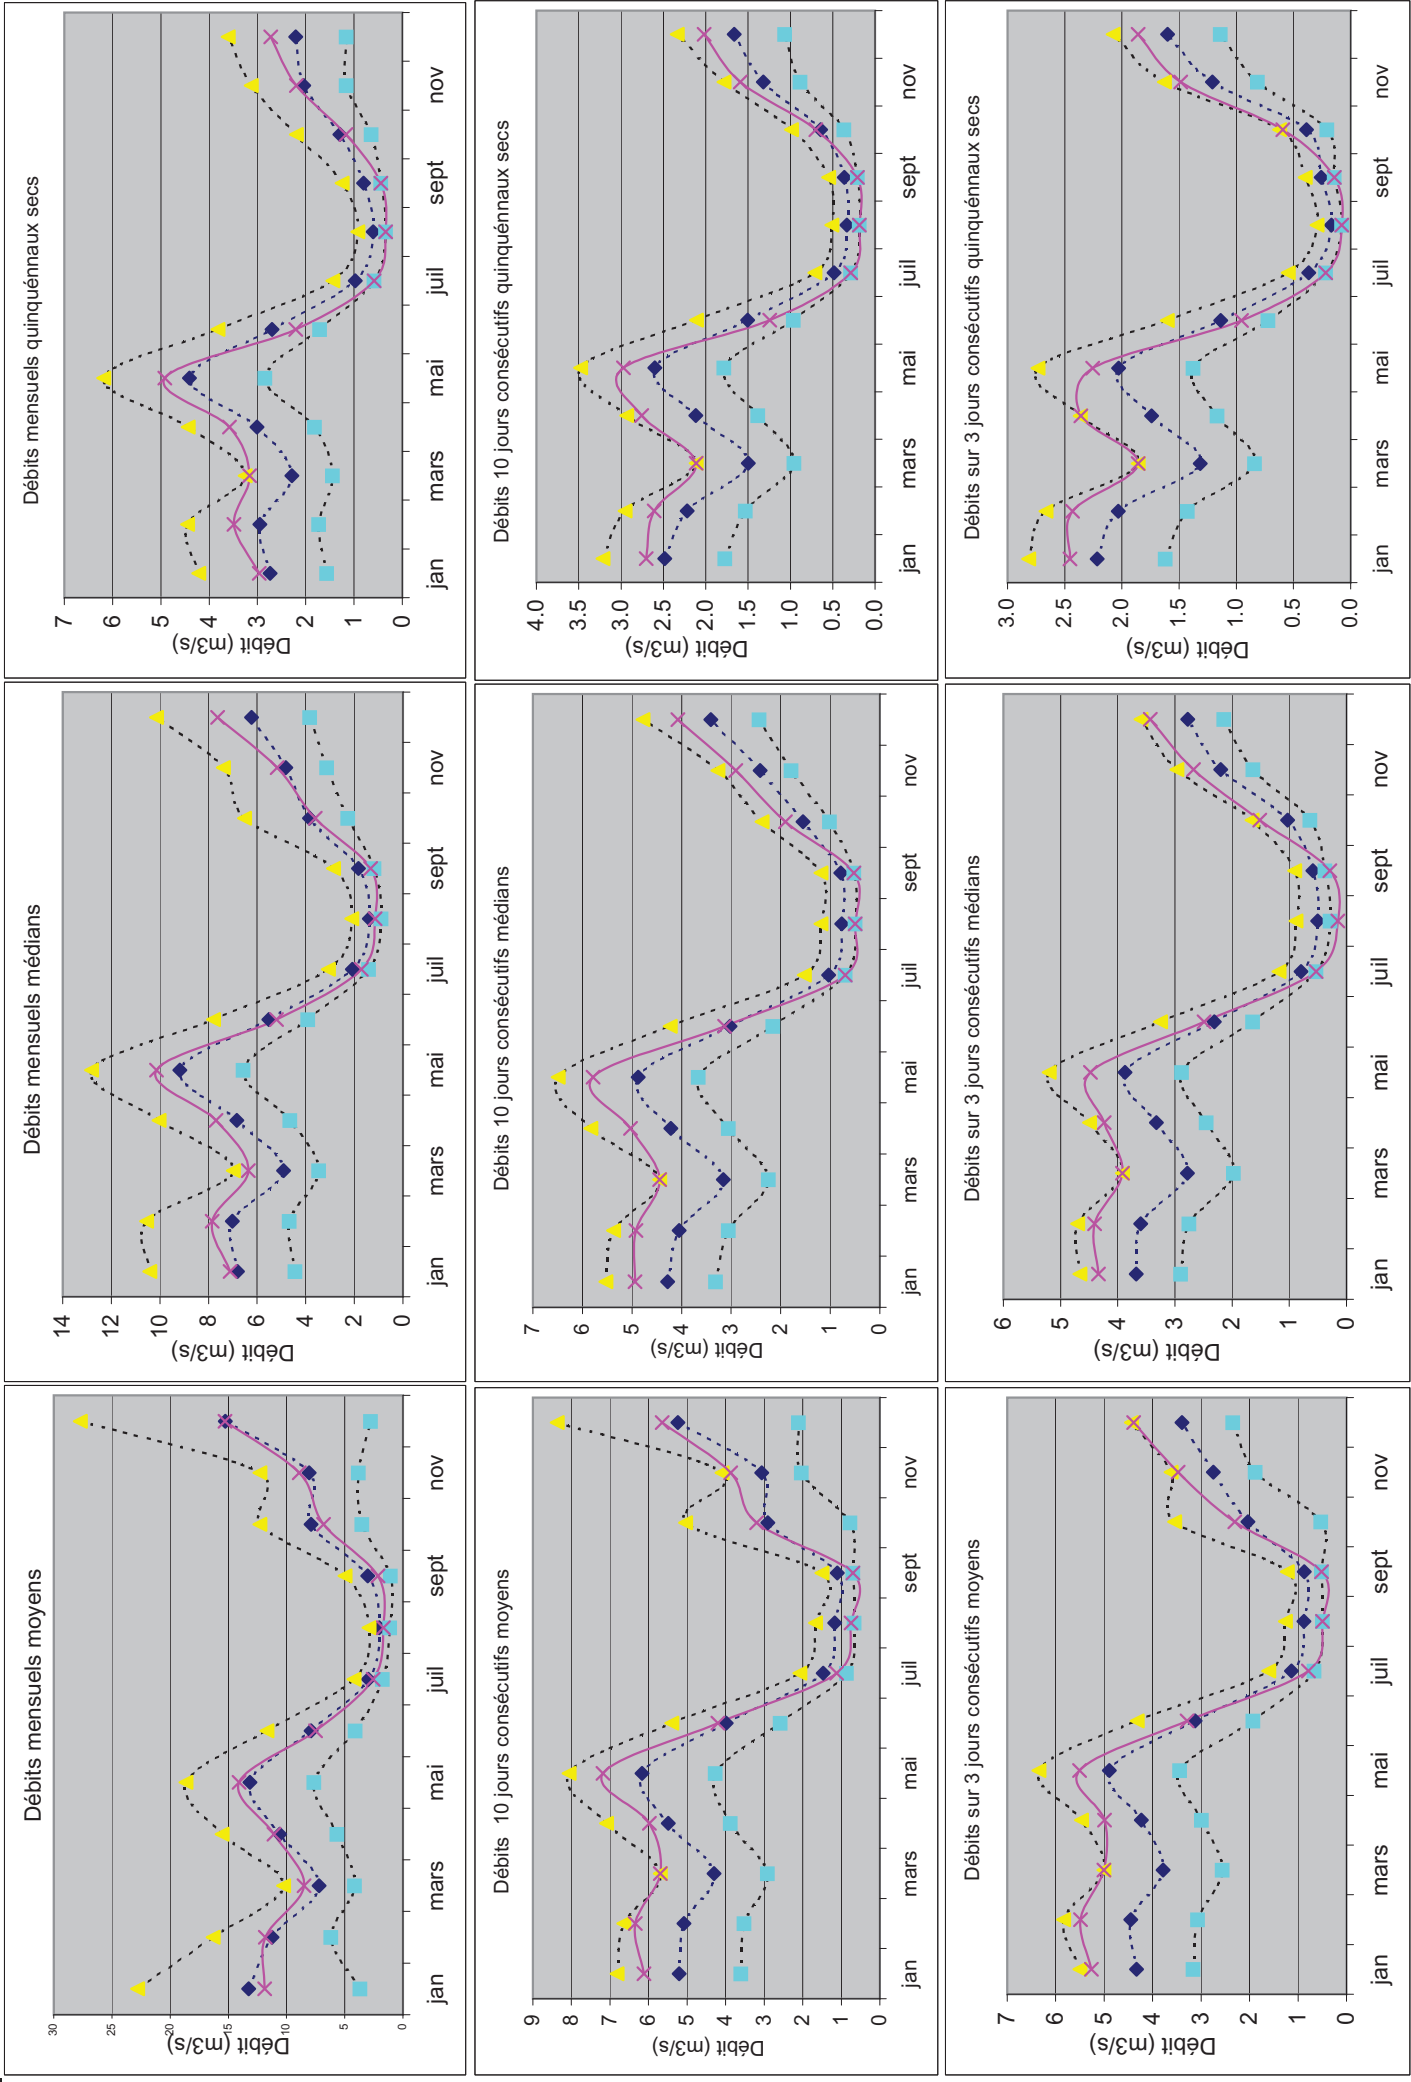 Débits mensuels moyens
30
25
20
15
10
5
0
Débit (m3/s)
jan mars mai juil sept nov
Débits mensuels médians
14
12
10
8
6
4
2
0
Débit (m3/s)
jan mars mai juil sept nov
Débits mensuels quinquénnaux secs
7
6
5
4
3
2
1
0
Débit (m3/s)
jan mars mai juil sept nov
Débits 10 jours consécutifs moyens
9
8
7
6
5
4
3
2
1
0
Débit (m3/s)
jan mars mai juil sept nov
Débits 10 jours consécutifs médians
7
6
5
4
3
2
1
0
Débit (m3/s)
jan mars mai juil sept nov
Débits 10 jours consécutifs quinquénnaux secs
4.0
3.5
3.0
2.5
2.0
1.5
1.0
0.5
0.0
Débit (m3/s)
jan mars mai juil sept nov
Débits sur 3 jours consécutifs moyens
7
6
5
4
3
2
1
0
Débit (m3/s)
jan mars mai juil sept nov
Débits sur 3 jours consécutifs médians
6
5
4
3
2
1
0
Débit (m3/s)
jan mars mai juil sept nov
Débits sur 3 jours consécutifs quinquénnaux secs
3.0
2.5
2.0
1.5
1.0
0.5
0.0
Débit (m3/s)
jan mars mai juil sept nov